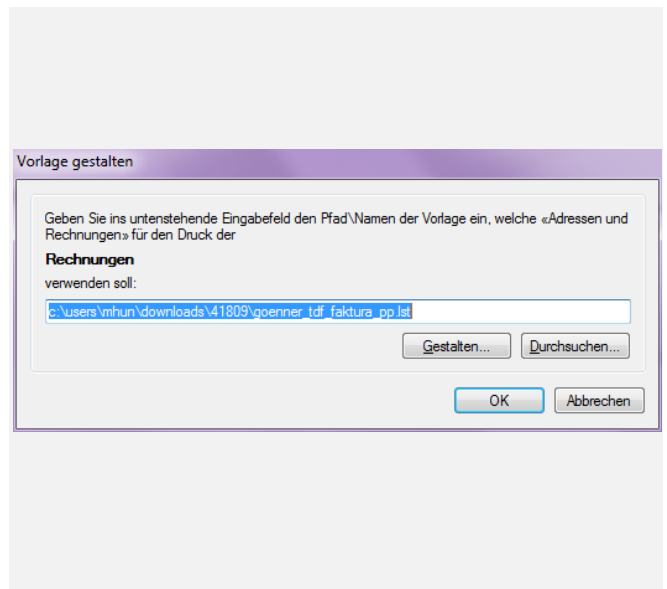 Vorlage gestalten
Geben Sie ins untenstehende Eingabefeld den Pfad\Namen der Vorlage ein, welche «Adressen und
Rechnungen» für den Druck der
Rechnungen
verwenden soll:
c:\users\mhun\downloads\41809\goenner_tdf_faktura_pp.lst
Gestalten... Durchsuchen...
OK Abbrechen